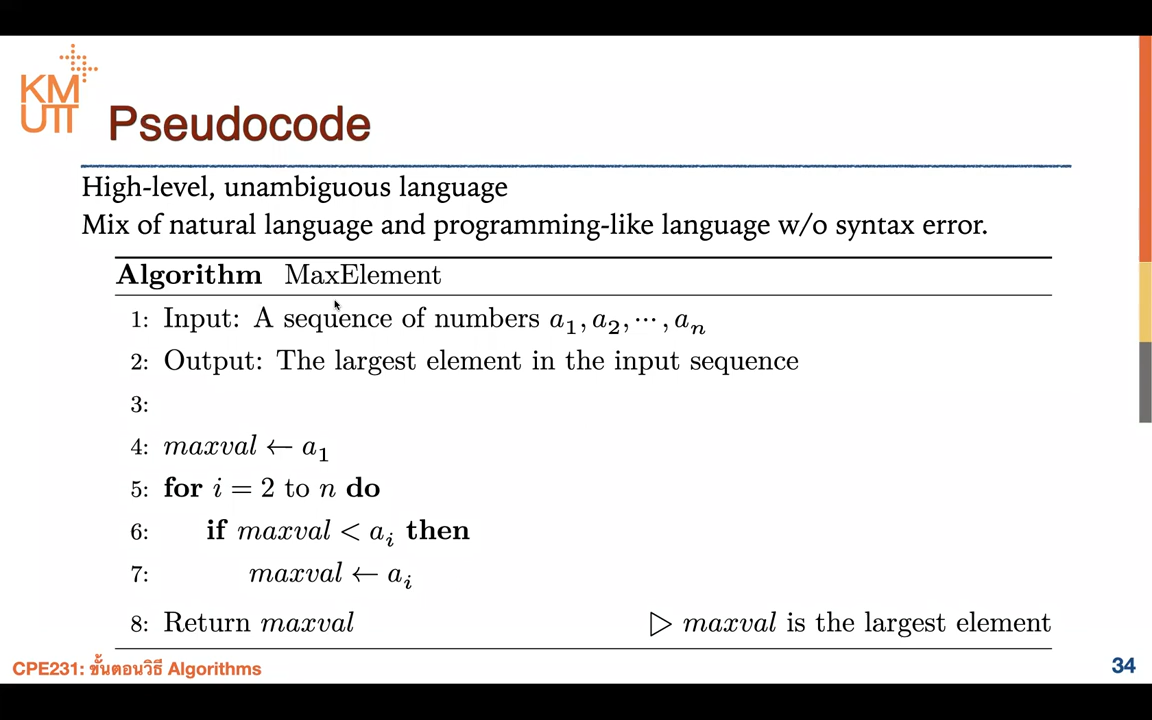 KM
UTT
Pseudocode
High-level, unambiguous language
Mix of natural language and programming-like language w/o syntax error.
Algorithm MaxElement
1: Input: A sequence of numbers a₁, a₂, ⋯, aₙ
2: Output: The largest element in the input sequence
3:
4: maxval ← a₁
5: for i = 2 to n do
6: if maxval < aᵢ then
7: maxval ← aᵢ
8: Return maxval ▷ maxval is the largest element
CPE231: ขั้นตอนวิธี Algorithms 34